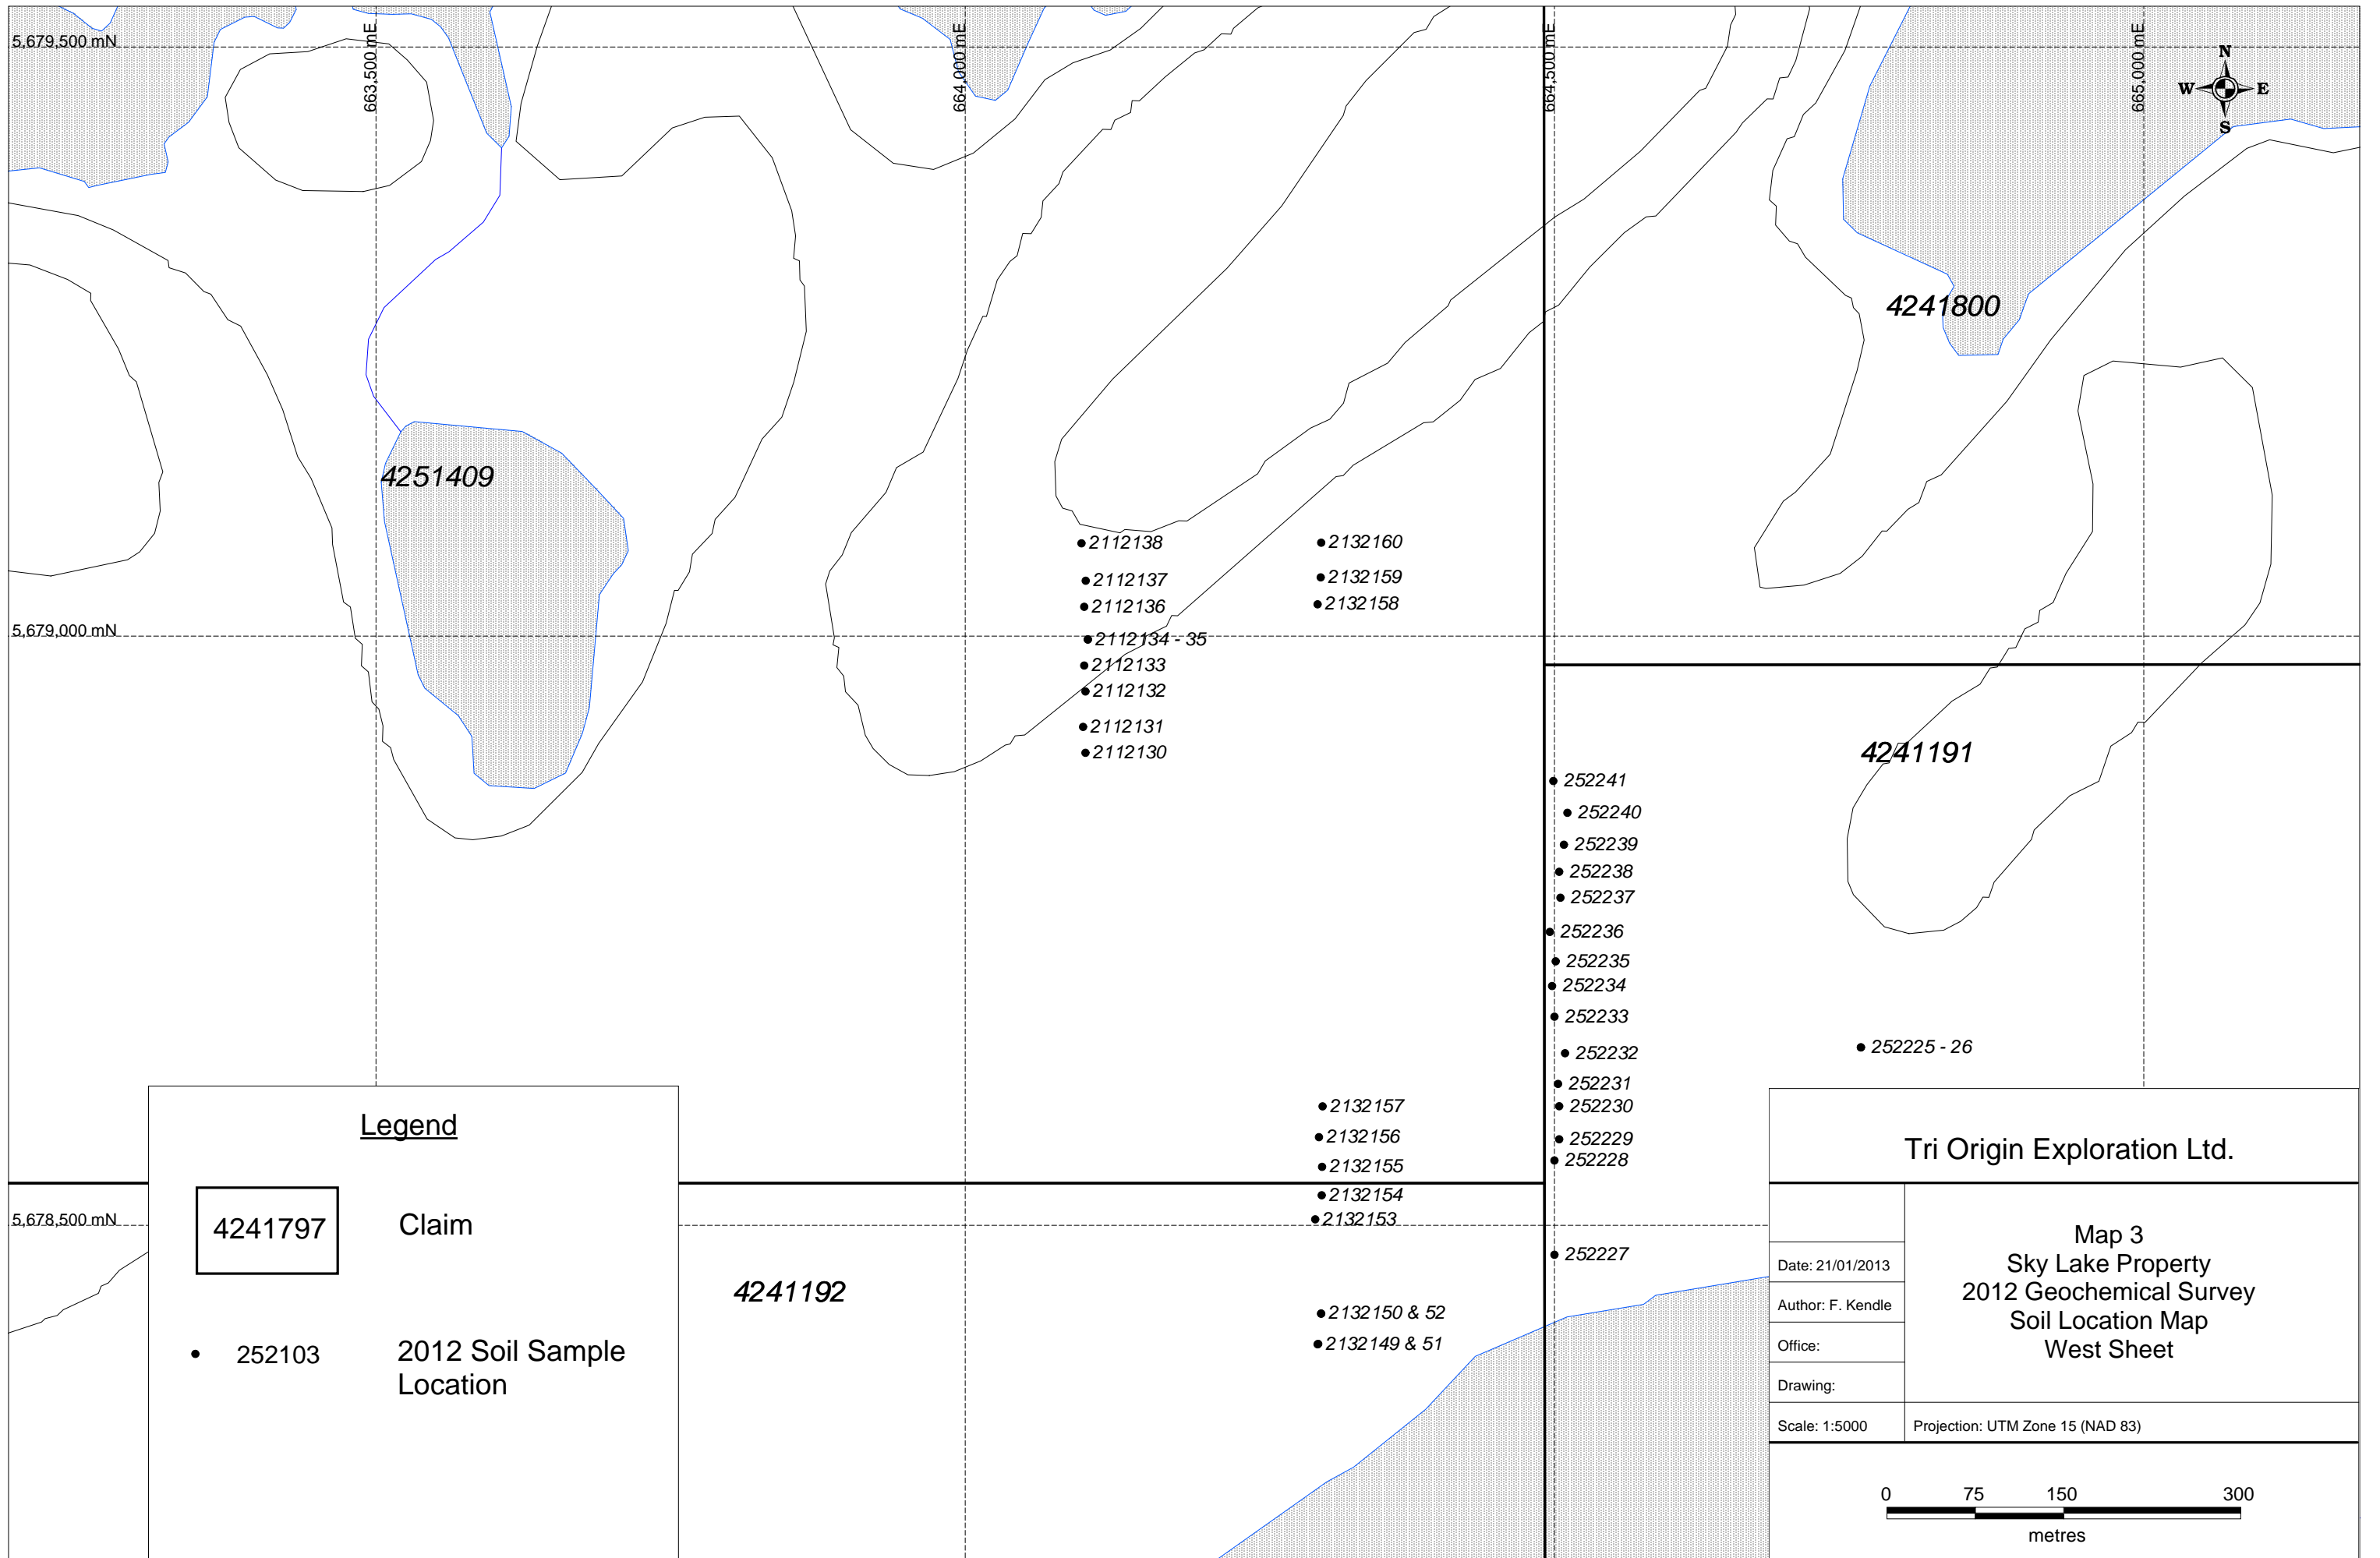 5,679,500 mN
663,500 mE
664,000 mE
664,500 mE
665,000 mE
N
W E
S
4241800
4251409
2112138
2132160
2112137
2132159
2112136
2132158
5,679,000 mN
2112134 - 35
2112133
2112132
2112131
2112130
4241191
252241
252240
252239
252238
252237
252236
252235
252234
252233
252232
252225 - 26
252231
2132157
252230
2132156
252229
2132155
252228
2132154
5,678,500 mN
2132153
252227
4241192
2132150 & 52
2132149 & 51
Legend
4241797 Claim
252103 2012 Soil Sample
Location
Tri Origin Exploration Ltd.
Map 3
Sky Lake Property
2012 Geochemical Survey
Soil Location Map
West Sheet
Date: 21/01/2013
Author: F. Kendle
Office:
Drawing:
Scale: 1:5000
Projection: UTM Zone 15 (NAD 83)
0 75 150 300
metres